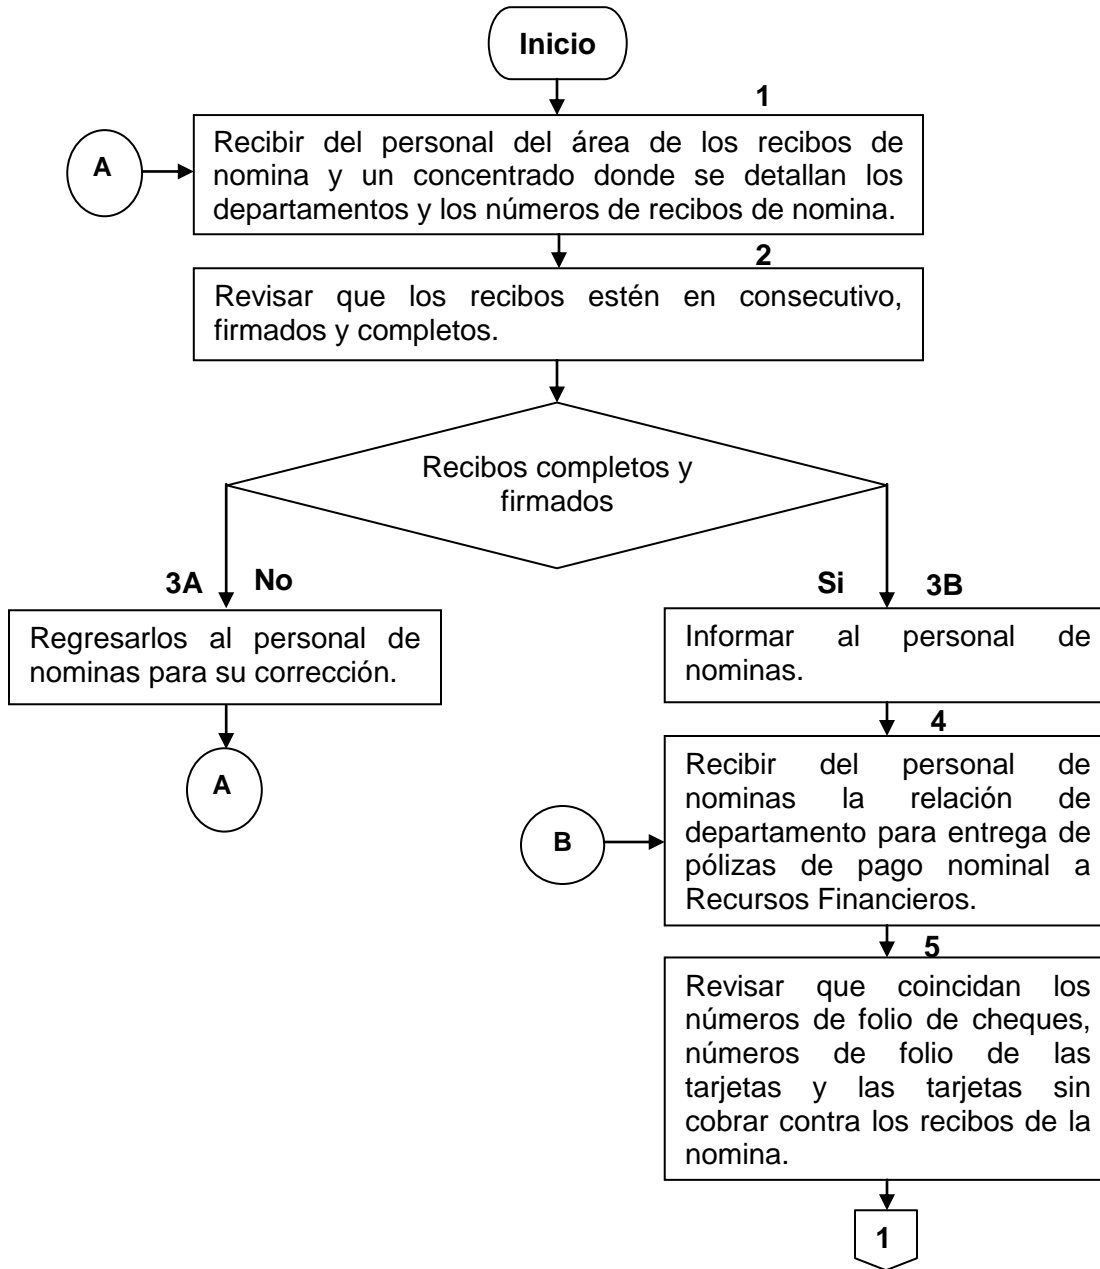 Inicio
1
A
Recibir del personal del área de los recibos de
nomina y un concentrado donde se detallan los
departamentos y los números de recibos de nomina.
2
Revisar que los recibos estén en consecutivo,
firmados y completos.
Recibos completos y
firmados
3A No
Regresarlos al personal de
nominas para su corrección.
A
Si 3B
Informar al personal de
nominas.
4
B
Recibir del personal de
nominas la relación de
departamento para entrega de
pólizas de pago nominal a
Recursos Financieros.
5
Revisar que coincidan los
números de folio de cheques,
números de folio de las
tarjetas y las tarjetas sin
cobrar contra los recibos de la
nomina.
1